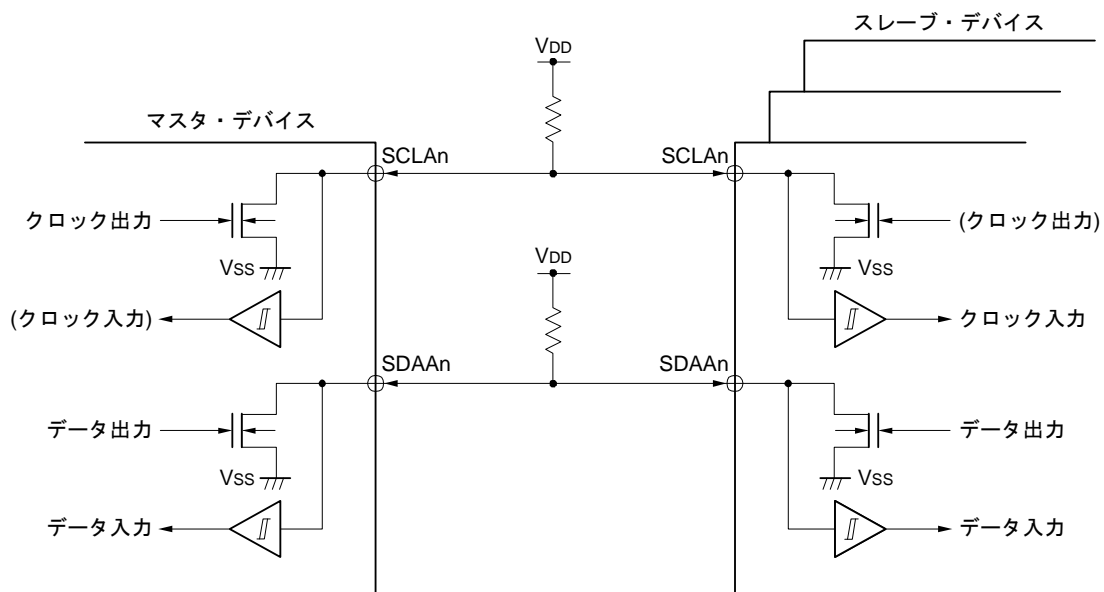 スレーブ・デバイス
VDD
マスタ・デバイス
SCLAn
SCLAn
クロック出力
(クロック出力)
VSS
VSS
VDD
(クロック入力)
クロック入力
SDAAn
SDAAn
データ出力
データ出力
VSS
VSS
データ入力
データ入力